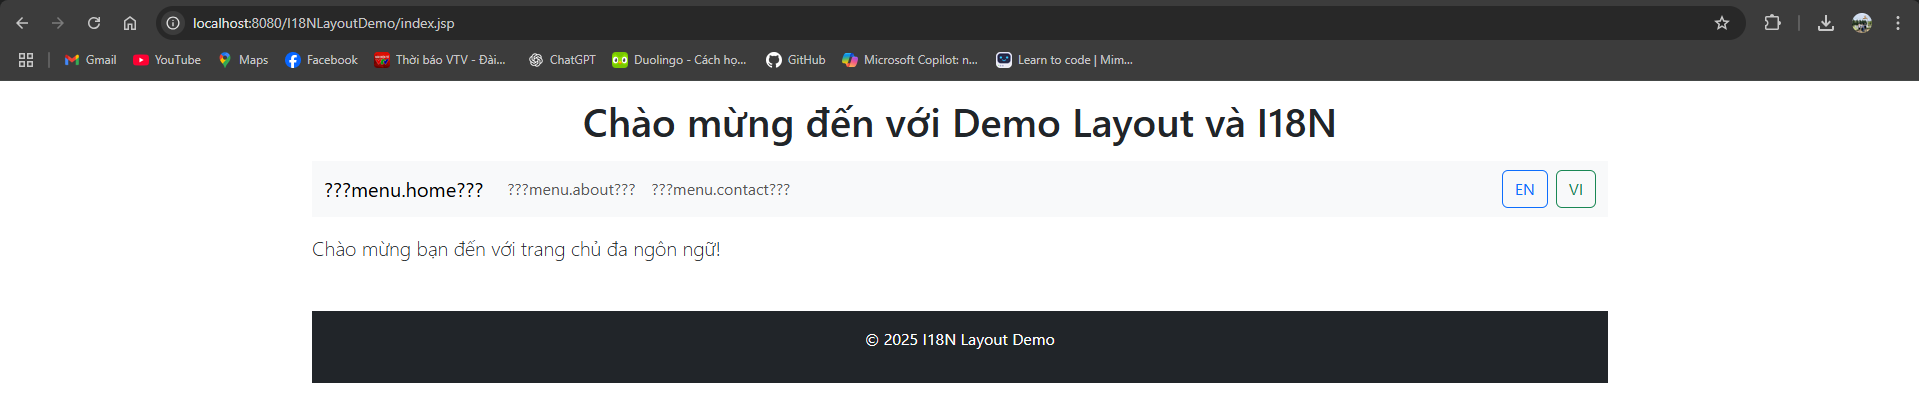 localhost:8080/I18NLayoutDemo/index.jsp
Gmail YouTube Maps Facebook Thời báo VTV - Đài... ChatGPT Duolingo - Cách họ... GitHub Microsoft Copilot: n... Learn to code | Mim...
Chào mừng đến với Demo Layout và I18N
???menu.home??? ???menu.about??? ???menu.contact??? EN VI
Chào mừng bạn đến với trang chủ đa ngôn ngữ!
© 2025 I18N Layout Demo